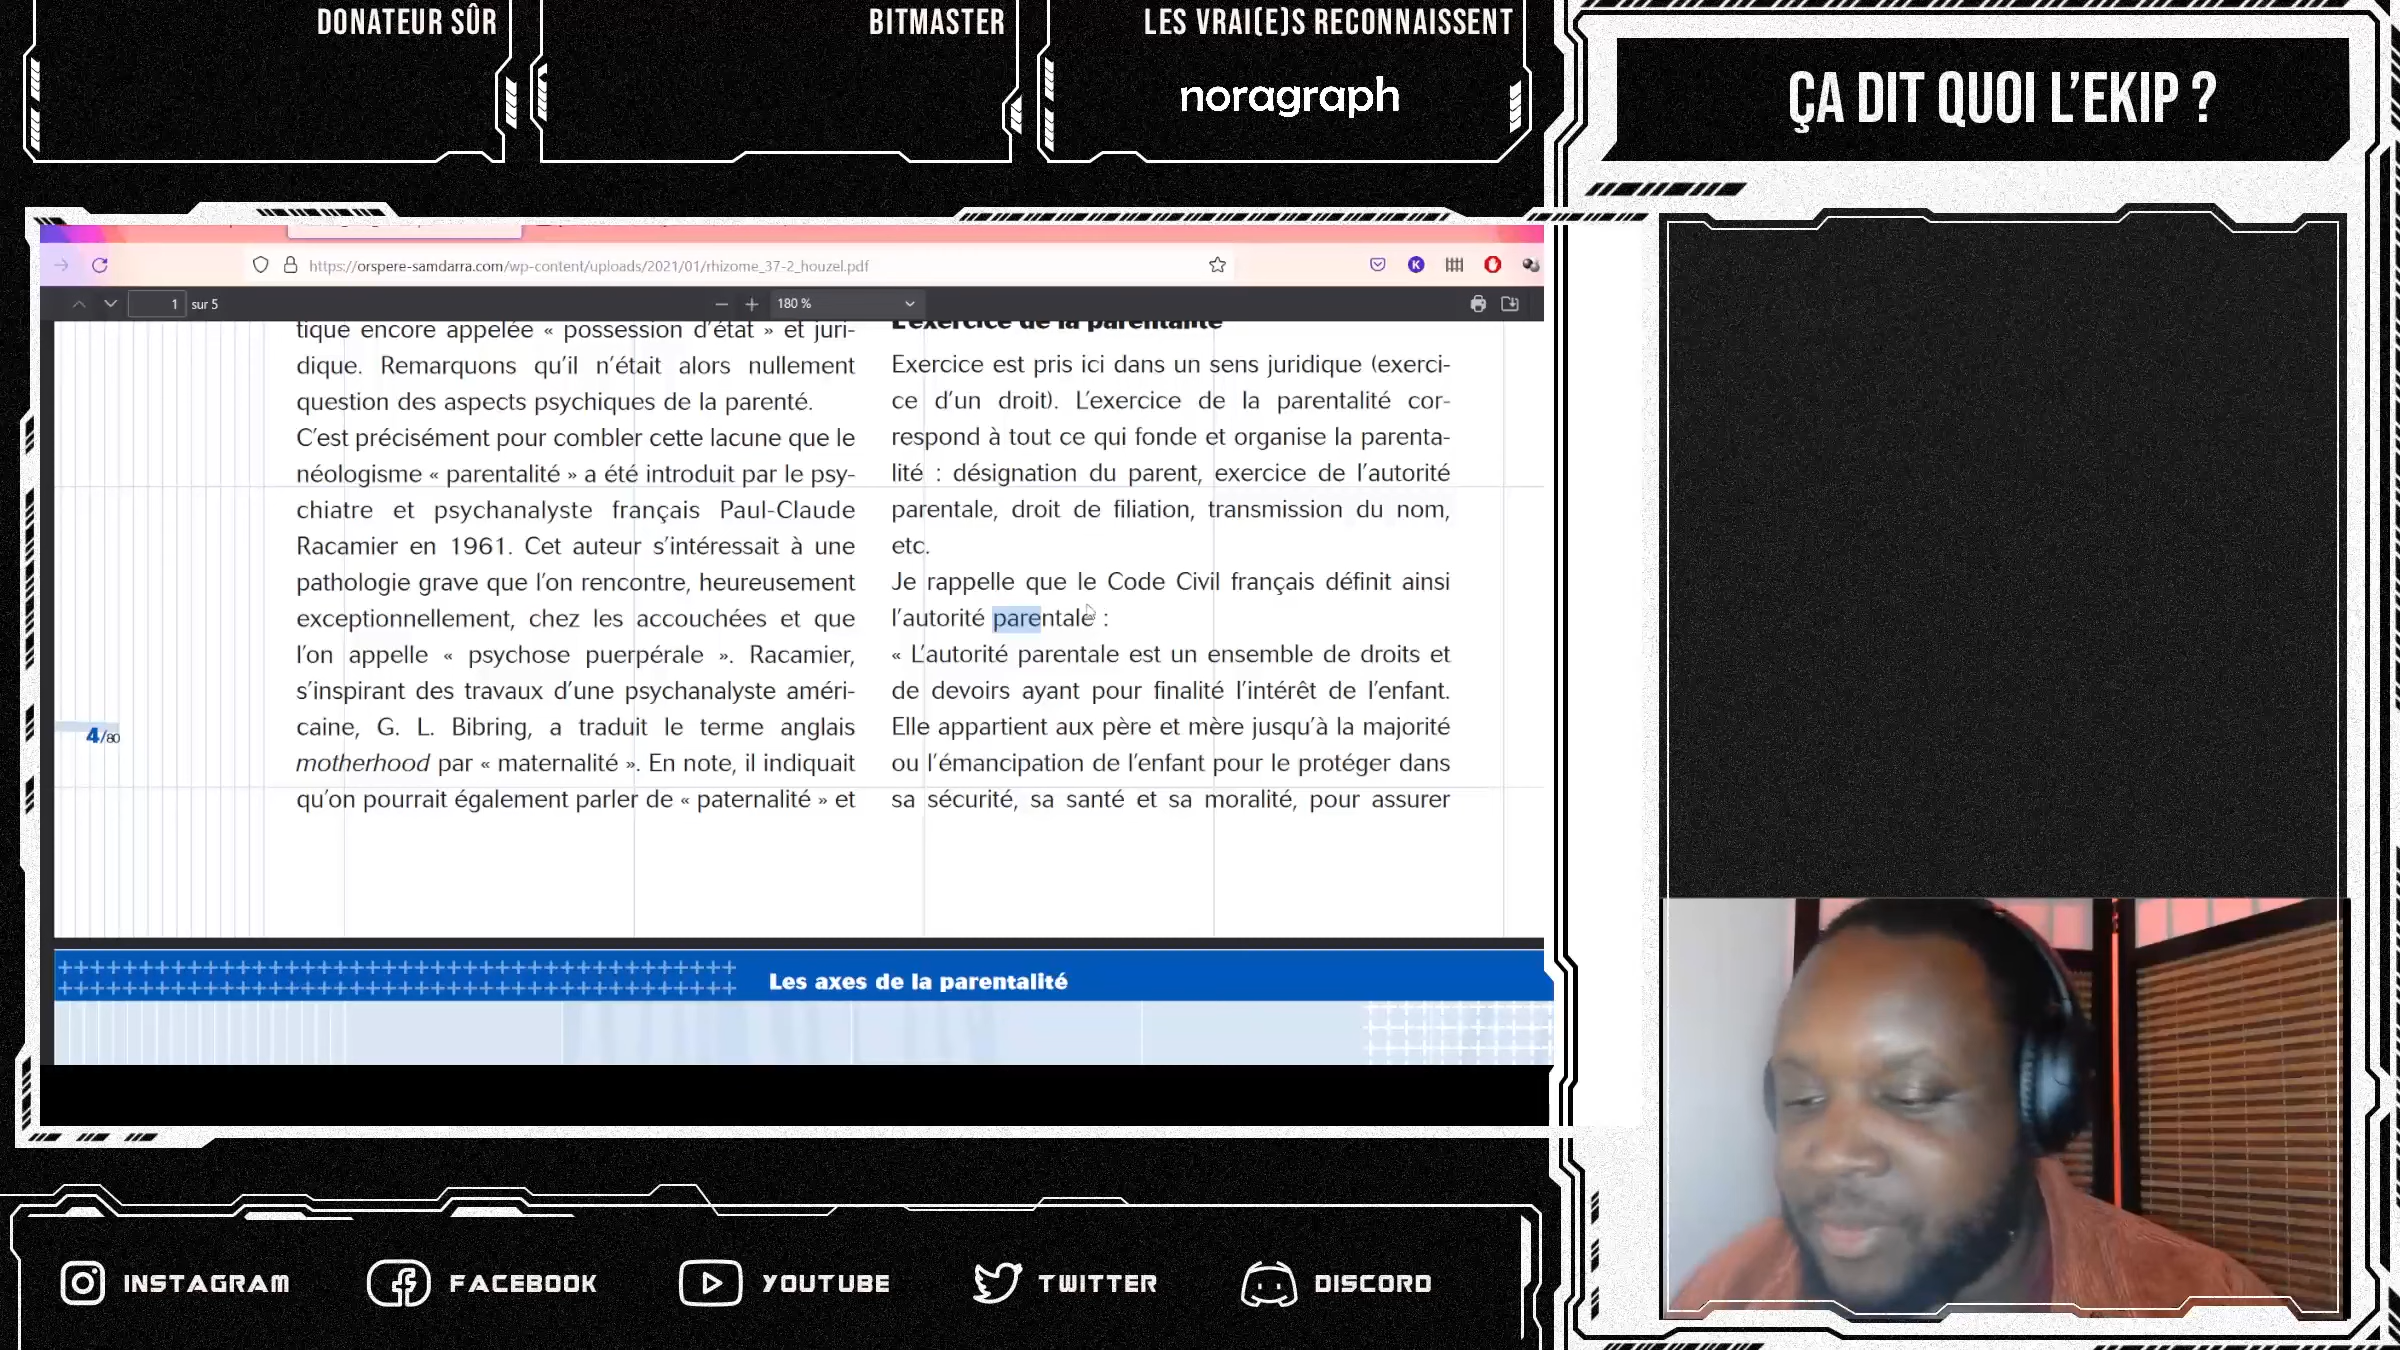 DONATEUR SÛR
BITMASTER
LES VRAI(E)S RECONNAISSENT
noragraph
ÇA DIT QUOI L'EKIP ?
https://orspere-samdarra.com/wp-content/uploads/2021/01/rhizome_37-2_houzel.pdf
1 sur 5
180 %
tique encore appelée « possession d'état » et juri-
dique. Remarquons qu'il n'était alors nullement
question des aspects psychiques de la parenté.
C'est précisément pour combler cette lacune que le
néologisme « parentalité » a été introduit par le psy-
chiatre et psychanalyste français Paul-Claude
Racamier en 1961. Cet auteur s'intéressait à une
pathologie grave que l'on rencontre, heureusement
exceptionnellement, chez les accouchées et que
l'on appelle « psychose puerpérale ». Racamier,
s'inspirant des travaux d'une psychanalyste améri-
caine, G. L. Bibring, a traduit le terme anglais
motherhood par « maternalité ». En note, il indiquait
qu'on pourrait également parler de « paternalité » et
L'exercice de la parentalité
Exercice est pris ici dans un sens juridique (exerci-
ce d'un droit). L'exercice de la parentalité cor-
respond à tout ce qui fonde et organise la parenta-
lité : désignation du parent, exercice de l'autorité
parentale, droit de filiation, transmission du nom,
etc.
Je rappelle que le Code Civil français définit ainsi
l'autorité parentale :
« L'autorité parentale est un ensemble de droits et
de devoirs ayant pour finalité l'intérêt de l'enfant.
Elle appartient aux père et mère jusqu'à la majorité
ou l'émancipation de l'enfant pour le protéger dans
sa sécurité, sa santé et sa moralité, pour assurer
4/80
Les axes de la parentalité
INSTAGRAM
FACEBOOK
YOUTUBE
TWITTER
DISCORD